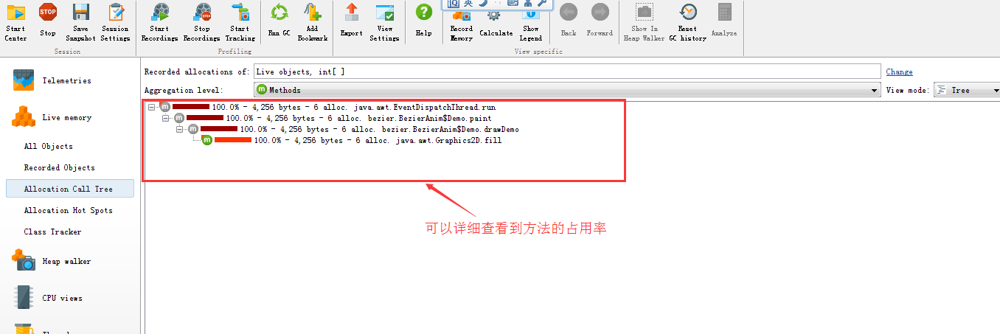 英
Start Center
Stop
Save Snapshot
Session Settings
Start Recordings
Stop Recordings
Start Tracking
Run GC
Add Bookmark
Export
View Settings
Help
Record Memory
Calculate
Show Legend
Back
Forward
Show In Heap Walker
Reset GC history
Analyze
Session
Profiling
View specific
Telemetries
Live memory
All Objects
Recorded Objects
Allocation Call Tree
Allocation Hot Spots
Class Tracker
Heap walker
CPU views
Recorded allocations of: Live objects, int[ ] Change
Aggregation level: Methods View mode: Tree
100.0% - 4,256 bytes - 6 alloc. java.awt.EventDispatchThread.run
100.0% - 4,256 bytes - 6 alloc. bezier.BezierAnim$Demo.paint
100.0% - 4,256 bytes - 6 alloc. bezier.BezierAnim$Demo.drawDemo
100.0% - 4,256 bytes - 6 alloc. java.awt.Graphics2D.fill
可以详细查看到方法的占用率